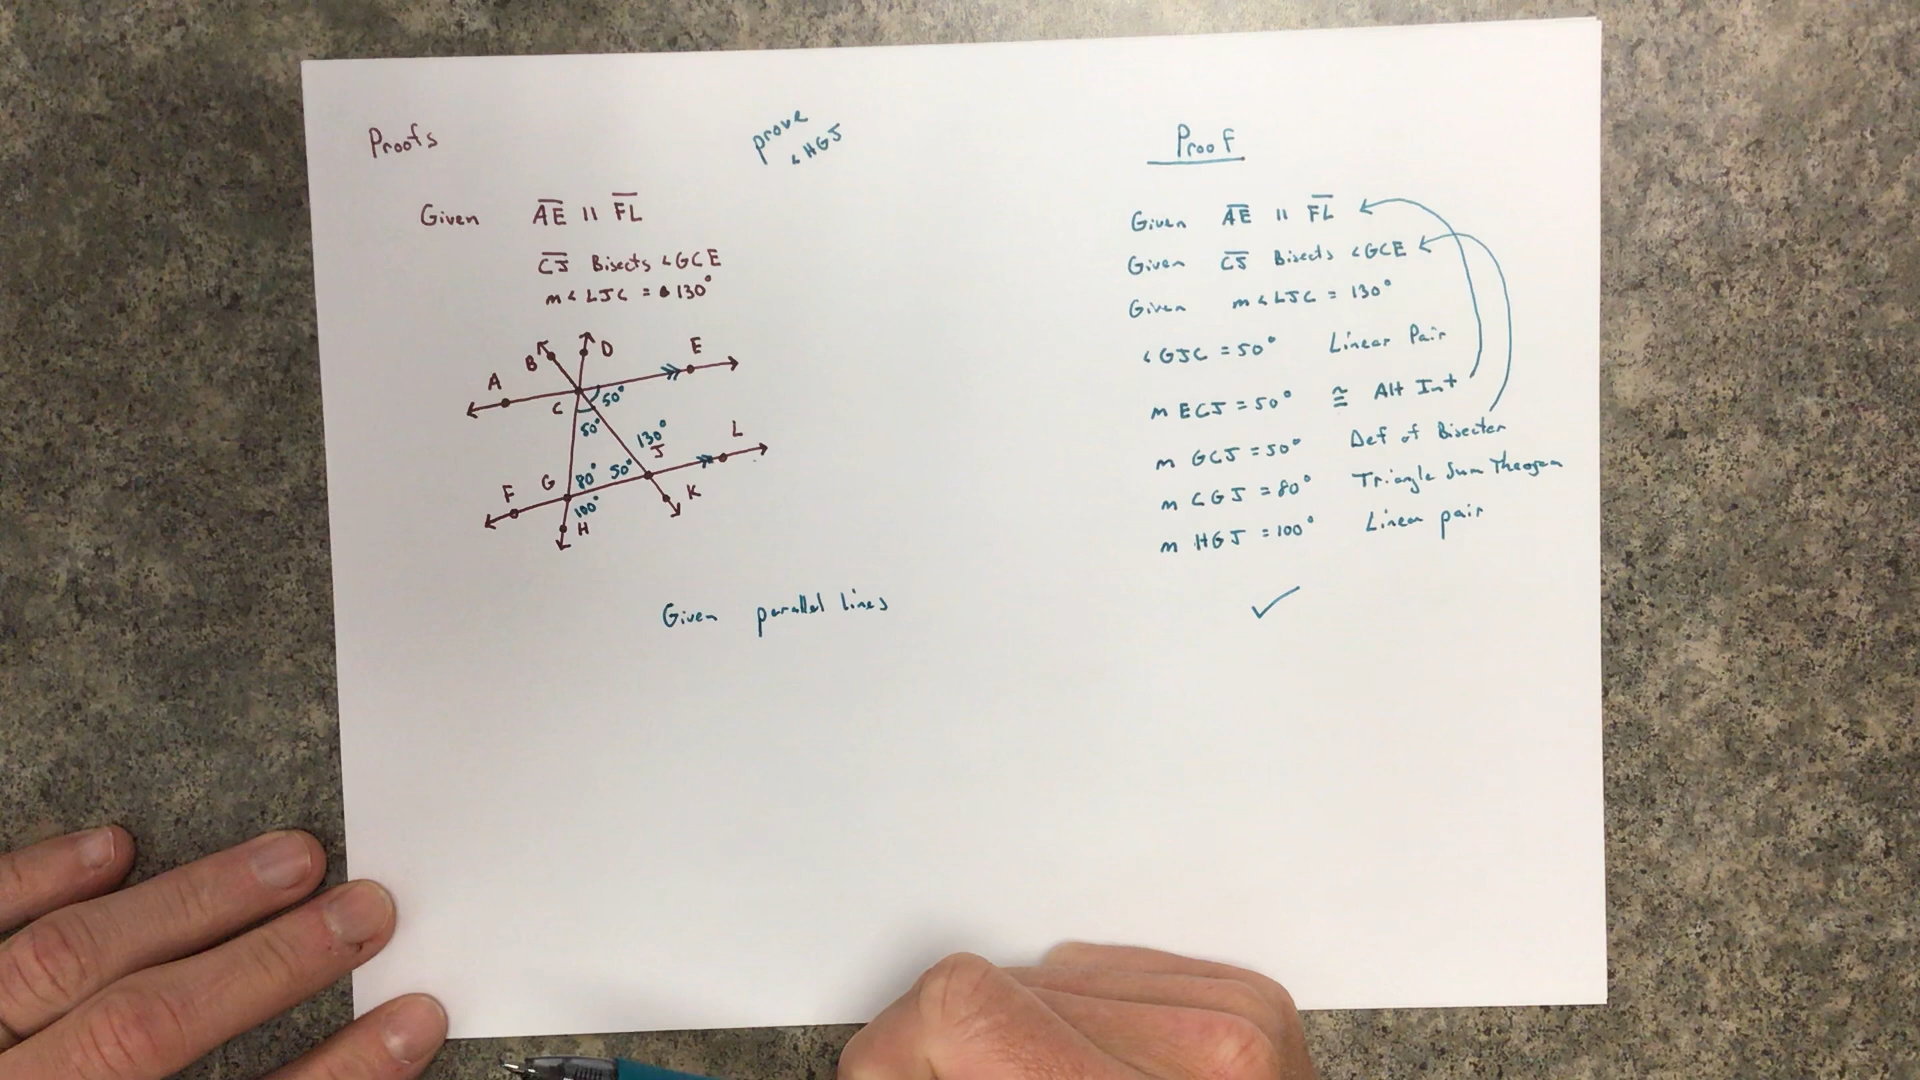 Proofs
prove
∠HGJ
Given AE || FL
CJ Bisects ∠GCE
m∠LJC = 130°
B
D
E
A
C
50°
50°
130°
J
L
G
80°
50°
F
K
100°
H
Given parallel lines
Proof
Given AE || FL
Given CJ Bisects ∠GCE
Given m∠LJC = 130°
∠GJC = 50° Linear Pair
m ECJ = 50° ≅ Alt Int
m GCJ = 50° Def of Bisecter
m CGJ = 80° Triangle Sum Theorem
m HGJ = 100° Linear pair